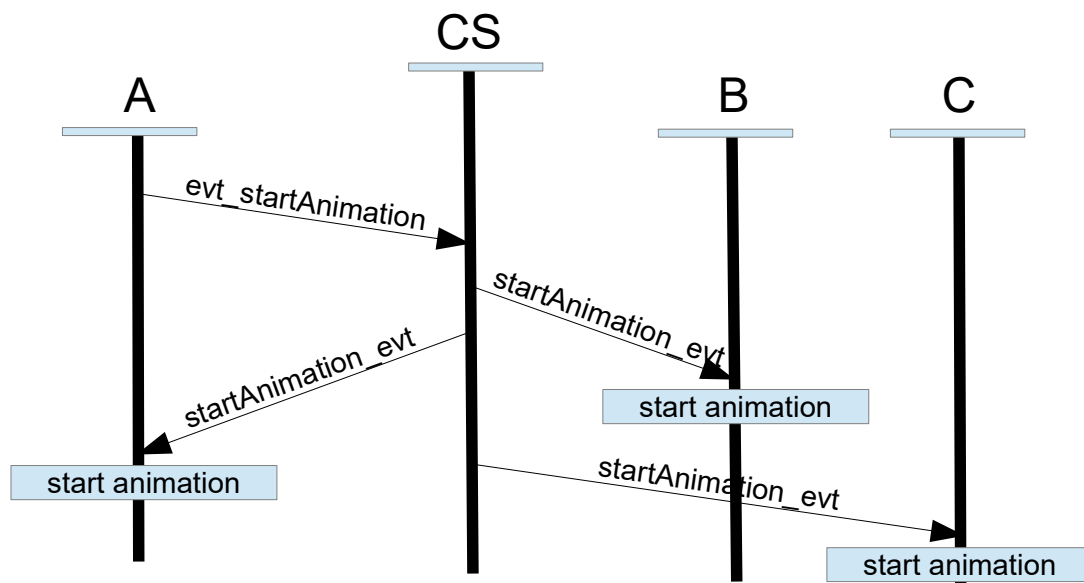 CS
A
B
C
evt_startAnimation
startAnimation_evt
startAnimation_evt
start animation
start animation
startAnimation_evt
start animation